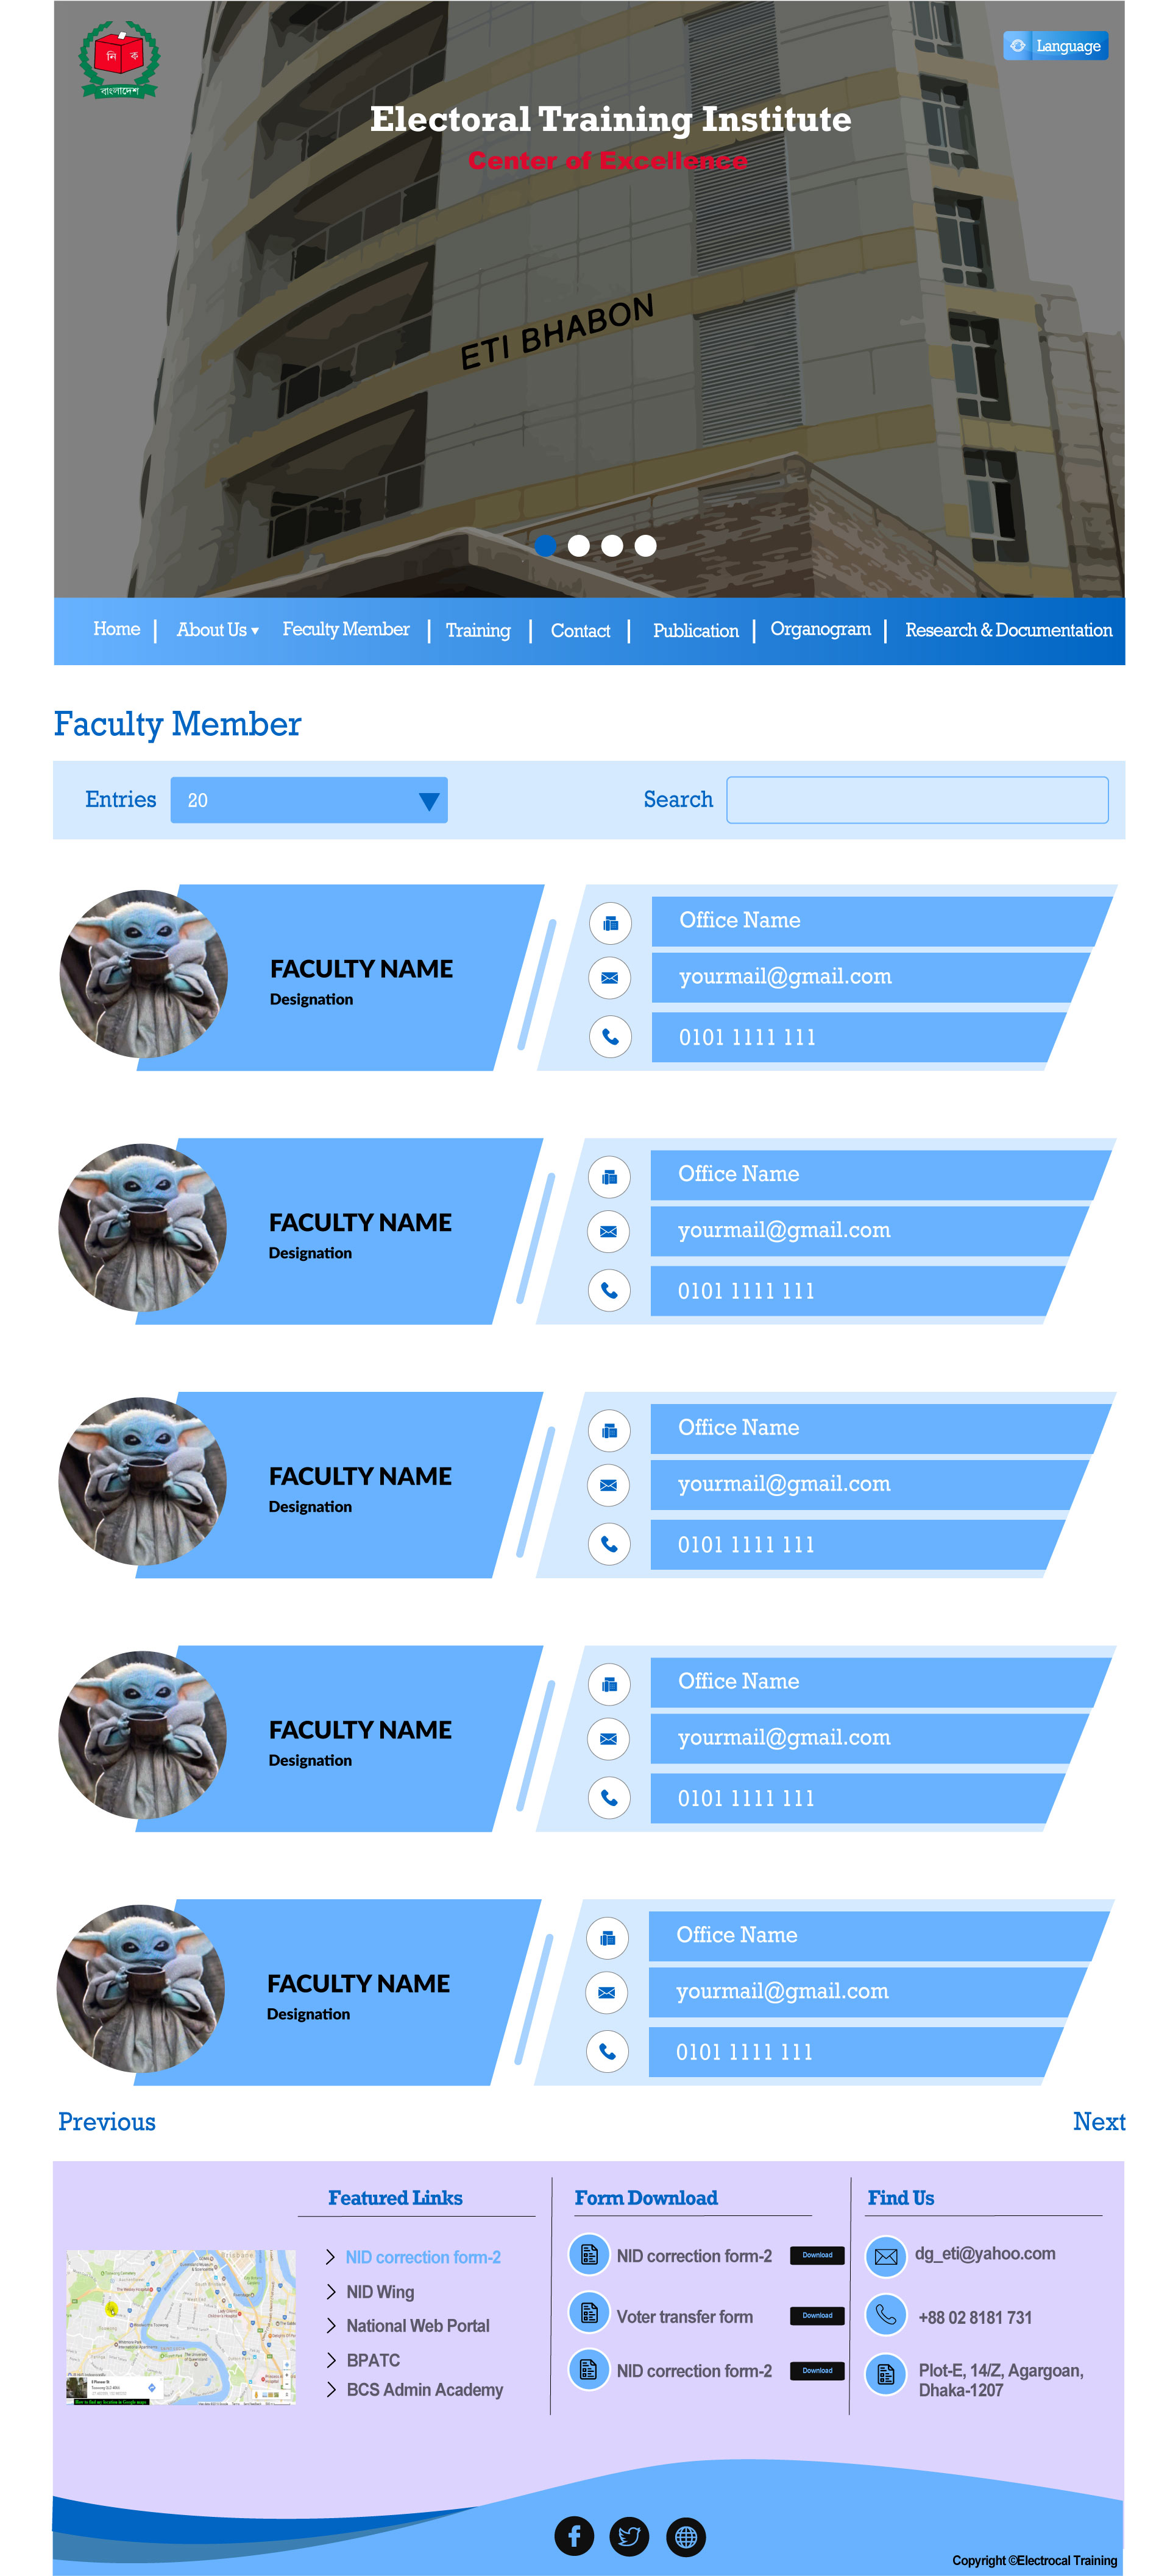 নি ক
বাংলাদেশ
Language
Electoral Training Institute
Center of Excellence
ETI BHABON
Home | About Us ▾ Feculty Member | Training | Contact | Publication | Organogram | Research & Documentation
Faculty Member
Entries 20 Search
FACULTY NAME
Designation
Office Name
yourmail@gmail.com
0101 1111 111
FACULTY NAME
Designation
Office Name
yourmail@gmail.com
0101 1111 111
FACULTY NAME
Designation
Office Name
yourmail@gmail.com
0101 1111 111
FACULTY NAME
Designation
Office Name
yourmail@gmail.com
0101 1111 111
FACULTY NAME
Designation
Office Name
yourmail@gmail.com
0101 1111 111
Previous Next
Featured Links
NID correction form-2
NID Wing
National Web Portal
BPATC
BCS Admin Academy
Form Download
NID correction form-2 Download
Voter transfer form Download
NID correction form-2 Download
Find Us
dg_eti@yahoo.com
+88 02 8181 731
Plot-E, 14/Z, Agargoan,
Dhaka-1207
Copyright ©Electrocal Training